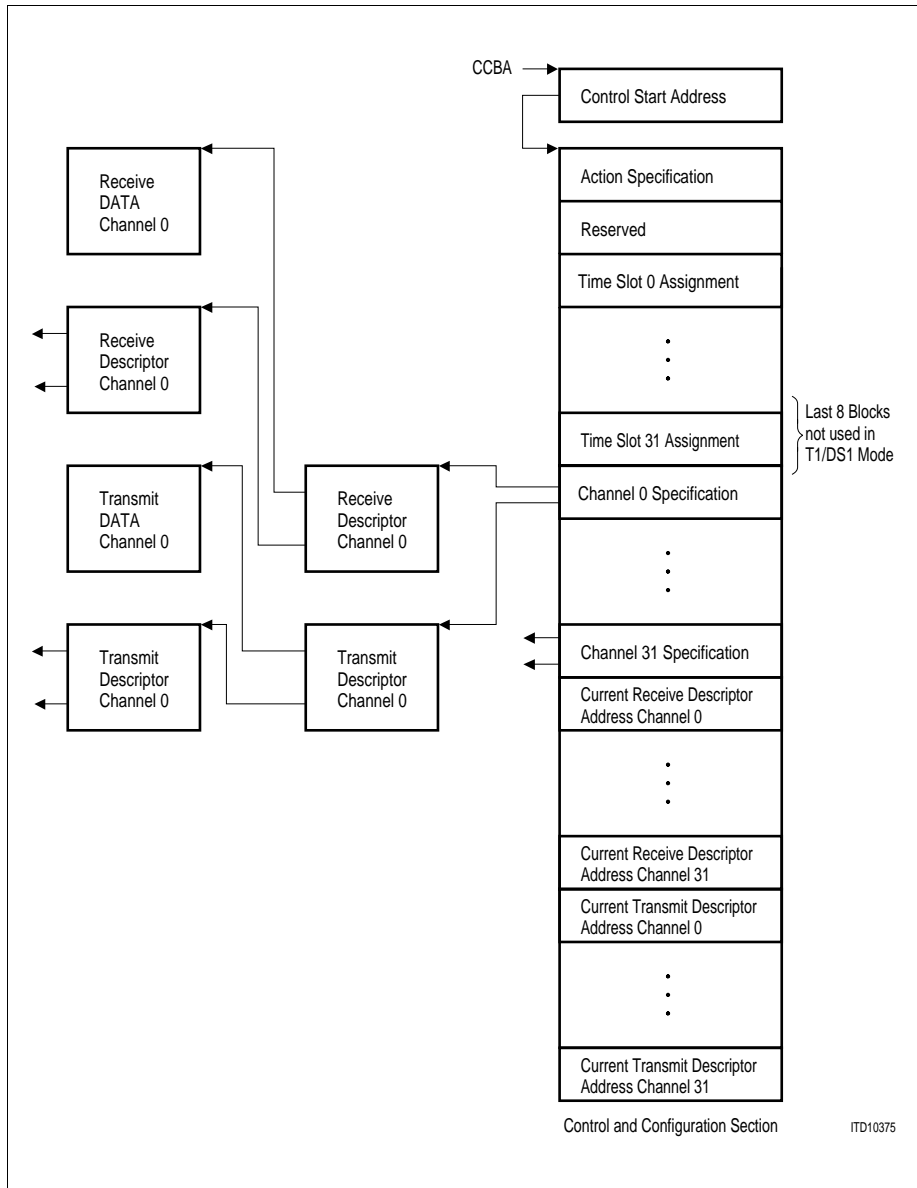 CCBA
Control Start Address
Action Specification
Reserved
Time Slot 0 Assignment
Time Slot 31 Assignment
Last 8 Blocks
not used in
T1/DS1 Mode
Channel 0 Specification
Channel 31 Specification
Current Receive Descriptor
Address Channel 0
Current Receive Descriptor
Address Channel 31
Current Transmit Descriptor
Address Channel 0
Current Transmit Descriptor
Address Channel 31
Control and Configuration Section
Receive
DATA
Channel 0
Receive
Descriptor
Channel 0
Transmit
DATA
Channel 0
Transmit
Descriptor
Channel 0
Receive
Descriptor
Channel 0
Transmit
Descriptor
Channel 0
ITD10375